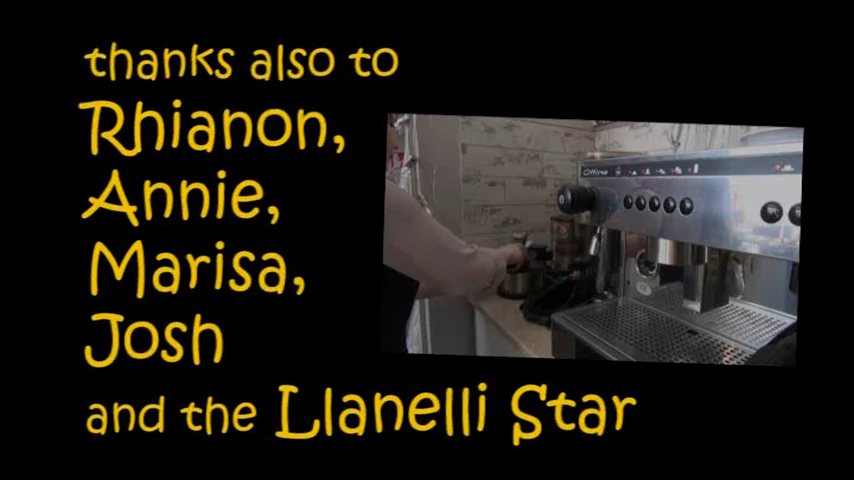 thanks also to
Rhianon,
Annie,
Marisa,
Josh
and the Llanelli Star